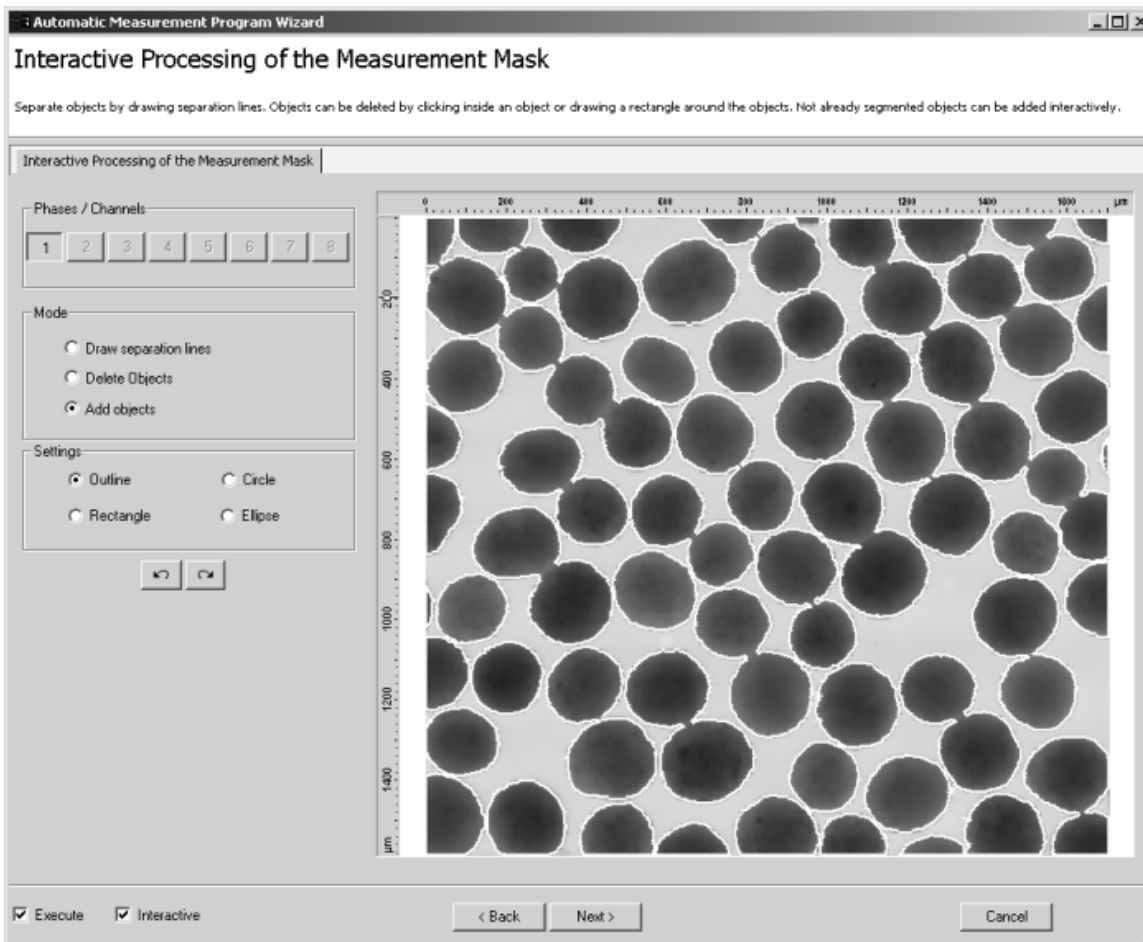 Automatic Measurement Program Wizard
Interactive Processing of the Measurement Mask
Separate objects by drawing separation lines. Objects can be deleted by clicking inside an object or drawing a rectangle around the objects. Not already segmented objects can be added interactively.
Interactive Processing of the Measurement Mask
Phases / Channels
1 2 3 4 5 6 7 8
Mode
Draw separation lines
Delete Objects
Add objects
Settings
Outline Circle
Rectangle Ellipse
0 200 400 600 800 1000 1200 1400 1600 µm
200
400
600
800
1000
1200
1400
µm
Execute Interactive
< Back Next > Cancel